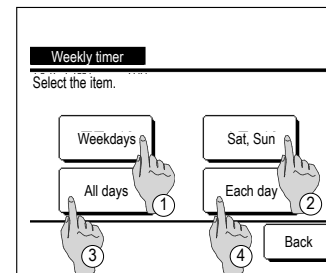 Weekly timer
Select the item.
Weekdays
Sat, Sun
All days
1
Each day
2
3
4
Back